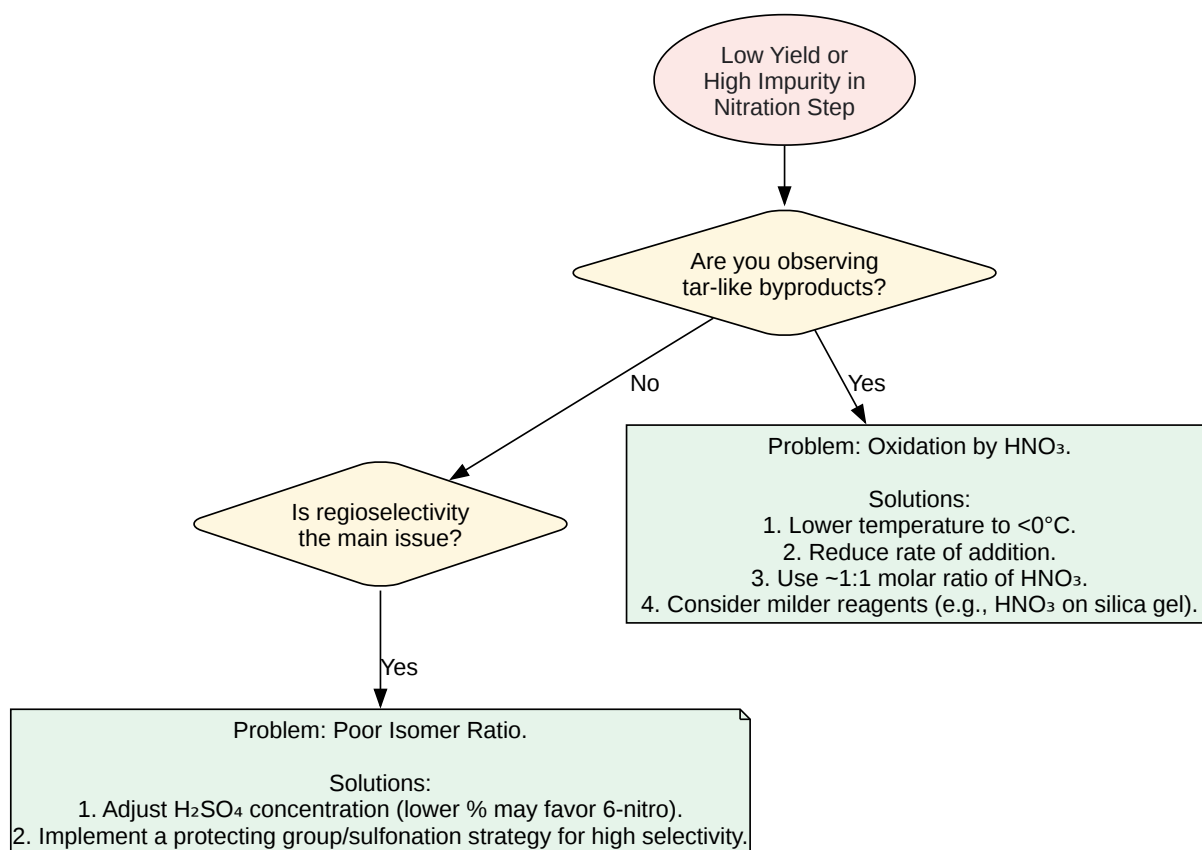 Low Yield or
High Impurity in
Nitration Step
Are you observing
tar-like byproducts?
No
Yes
Problem: Oxidation by HNO₃.
Solutions:
1. Lower temperature to <0°C.
2. Reduce rate of addition.
3. Use ~1:1 molar ratio of HNO₃.
4. Consider milder reagents (e.g., HNO₃ on silica gel).
Is regioselectivity
the main issue?
Yes
Problem: Poor Isomer Ratio.
Solutions:
1. Adjust H₂SO₄ concentration (lower % may favor 6-nitro).
2. Implement a protecting group/sulfonation strategy for high selectivity.